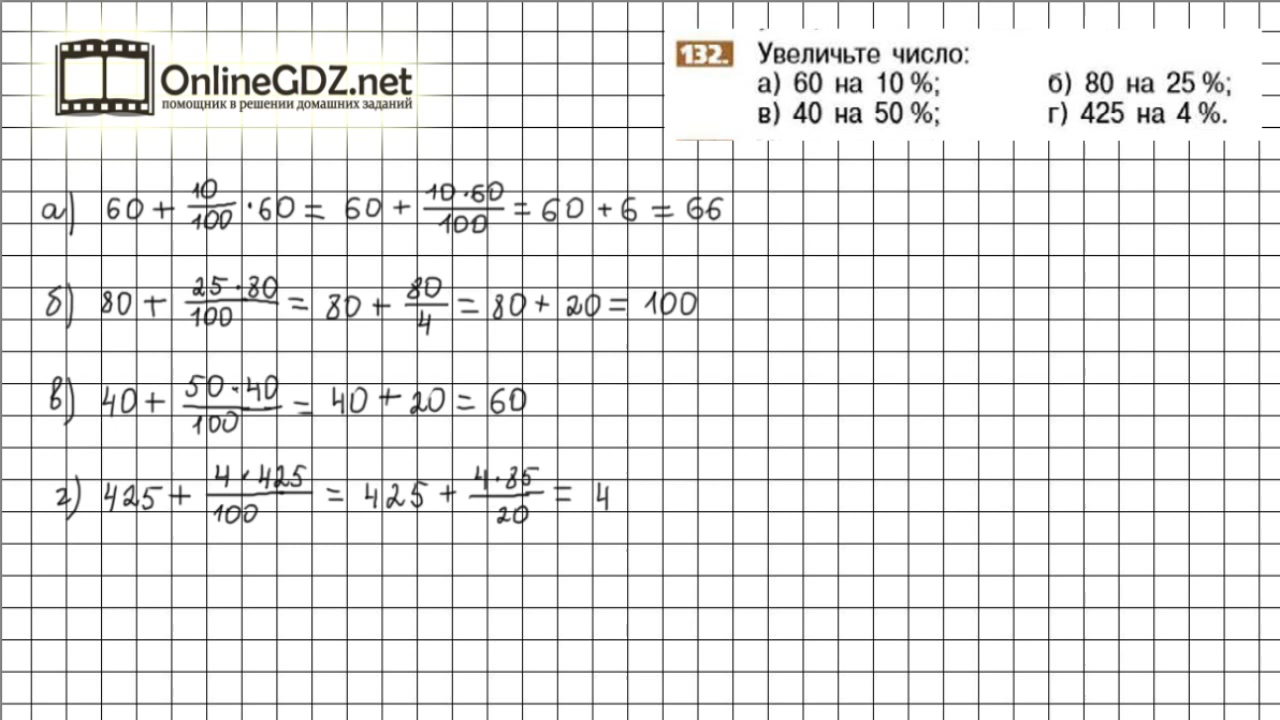 OnlineGDZ.net
помощник в решении домашних заданий
132. Увеличьте число:
а) 60 на 10 %; б) 80 на 25 %;
в) 40 на 50 %; г) 425 на 4 %.
а) 60 + 10/100 · 60 = 60 + 10·60/100 = 60 + 6 = 66
б) 80 + 25·80/100 = 80 + 80/4 = 80 + 20 = 100
в) 40 + 50·40/100 = 40 + 20 = 60
г) 425 + 4·425/100 = 425 + 4·85/20 = 4